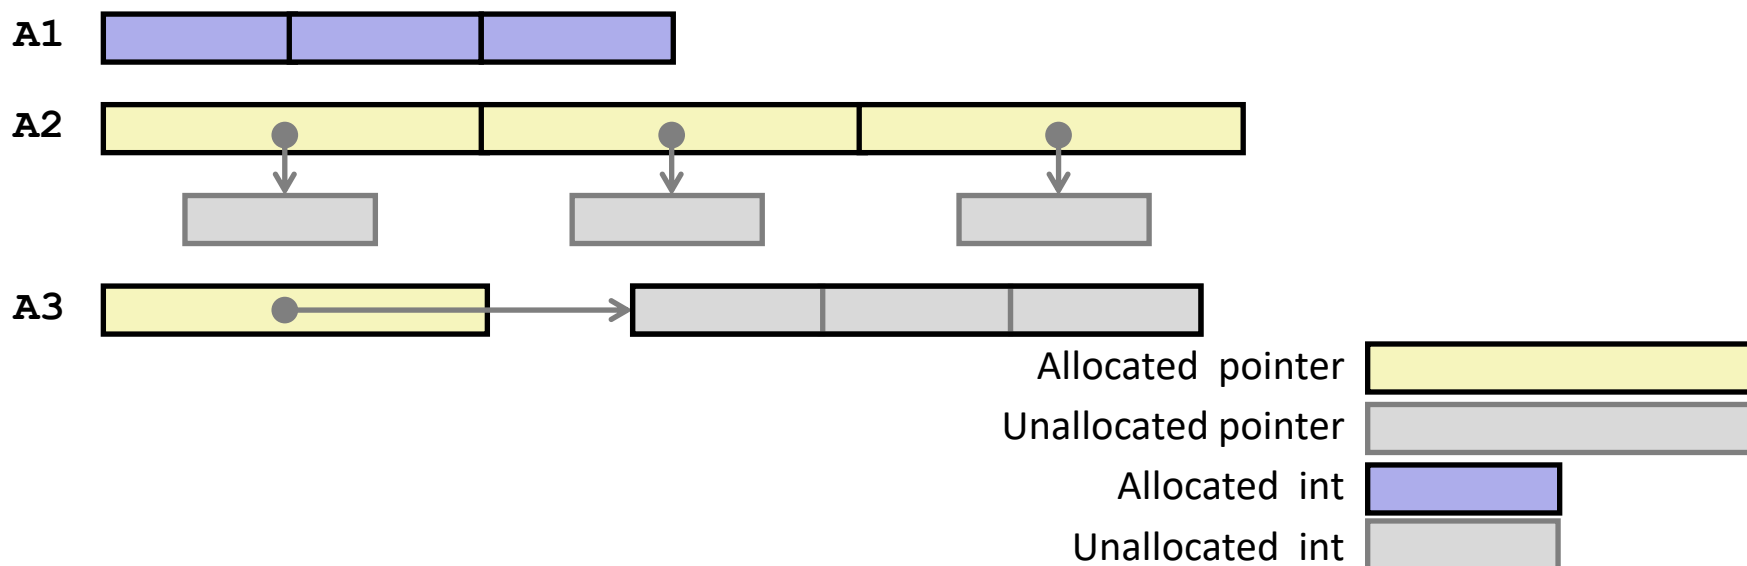 A1
A2
A3
Allocated pointer
Unallocated pointer
Allocated int
Unallocated int